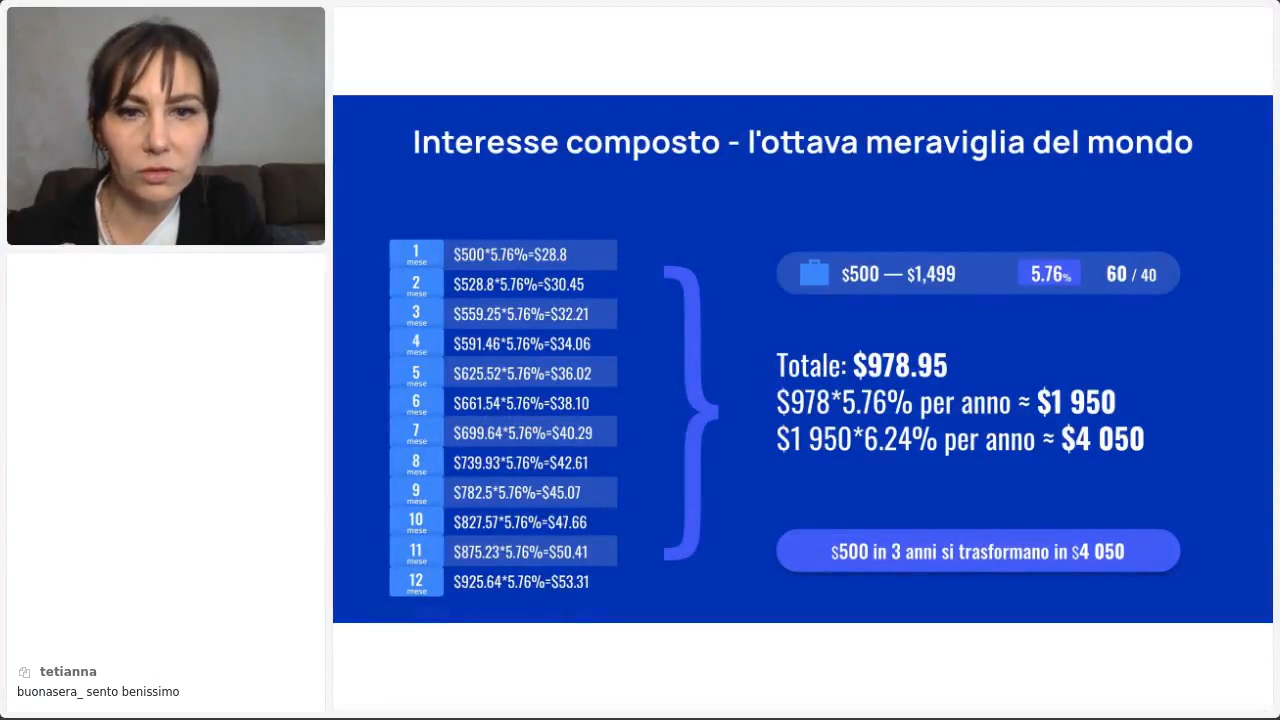 Interesse composto - l'ottava meraviglia del mondo
1 mese $500*5.76%=$28.8
2 mese $528.8*5.76%=$30.45
3 mese $559.25*5.76%=$32.21
4 mese $591.46*5.76%=$34.06
5 mese $625.52*5.76%=$36.02
6 mese $661.54*5.76%=$38.10
7 mese $699.64*5.76%=$40.29
8 mese $739.93*5.76%=$42.61
9 mese $782.5*5.76%=$45.07
10 mese $827.57*5.76%=$47.66
11 mese $875.23*5.76%=$50.41
12 mese $925.64*5.76%=$53.31
$500 — $1,499 5.76% 60 / 40
Totale: $978.95
$978*5.76% per anno ≈ $1 950
$1 950*6.24% per anno ≈ $4 050
$500 in 3 anni si trasformano in $4 050
tetianna
buonasera_ sento benissimo